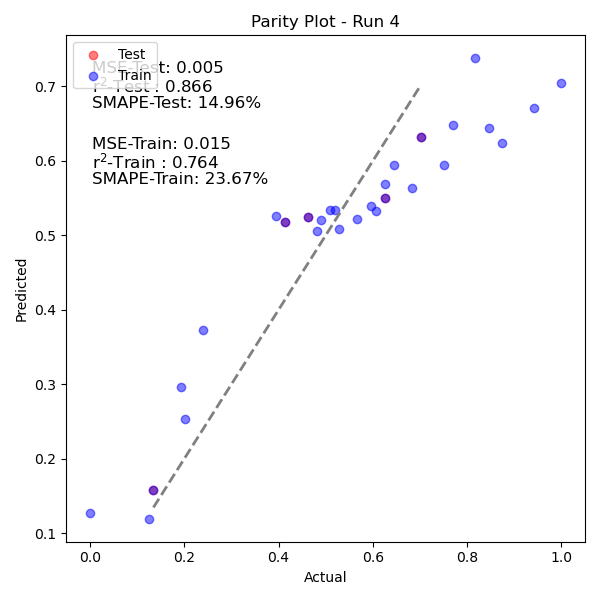 Parity Plot - Run 4
Test
Train
MSE-Test: 0.005
r²-Test : 0.866
SMAPE-Test: 14.96%
MSE-Train: 0.015
r²-Train : 0.764
SMAPE-Train: 23.67%
Predicted
0.7
0.6
0.5
0.4
0.3
0.2
0.1
0.0
0.2
0.4
0.6
0.8
1.0
Actual